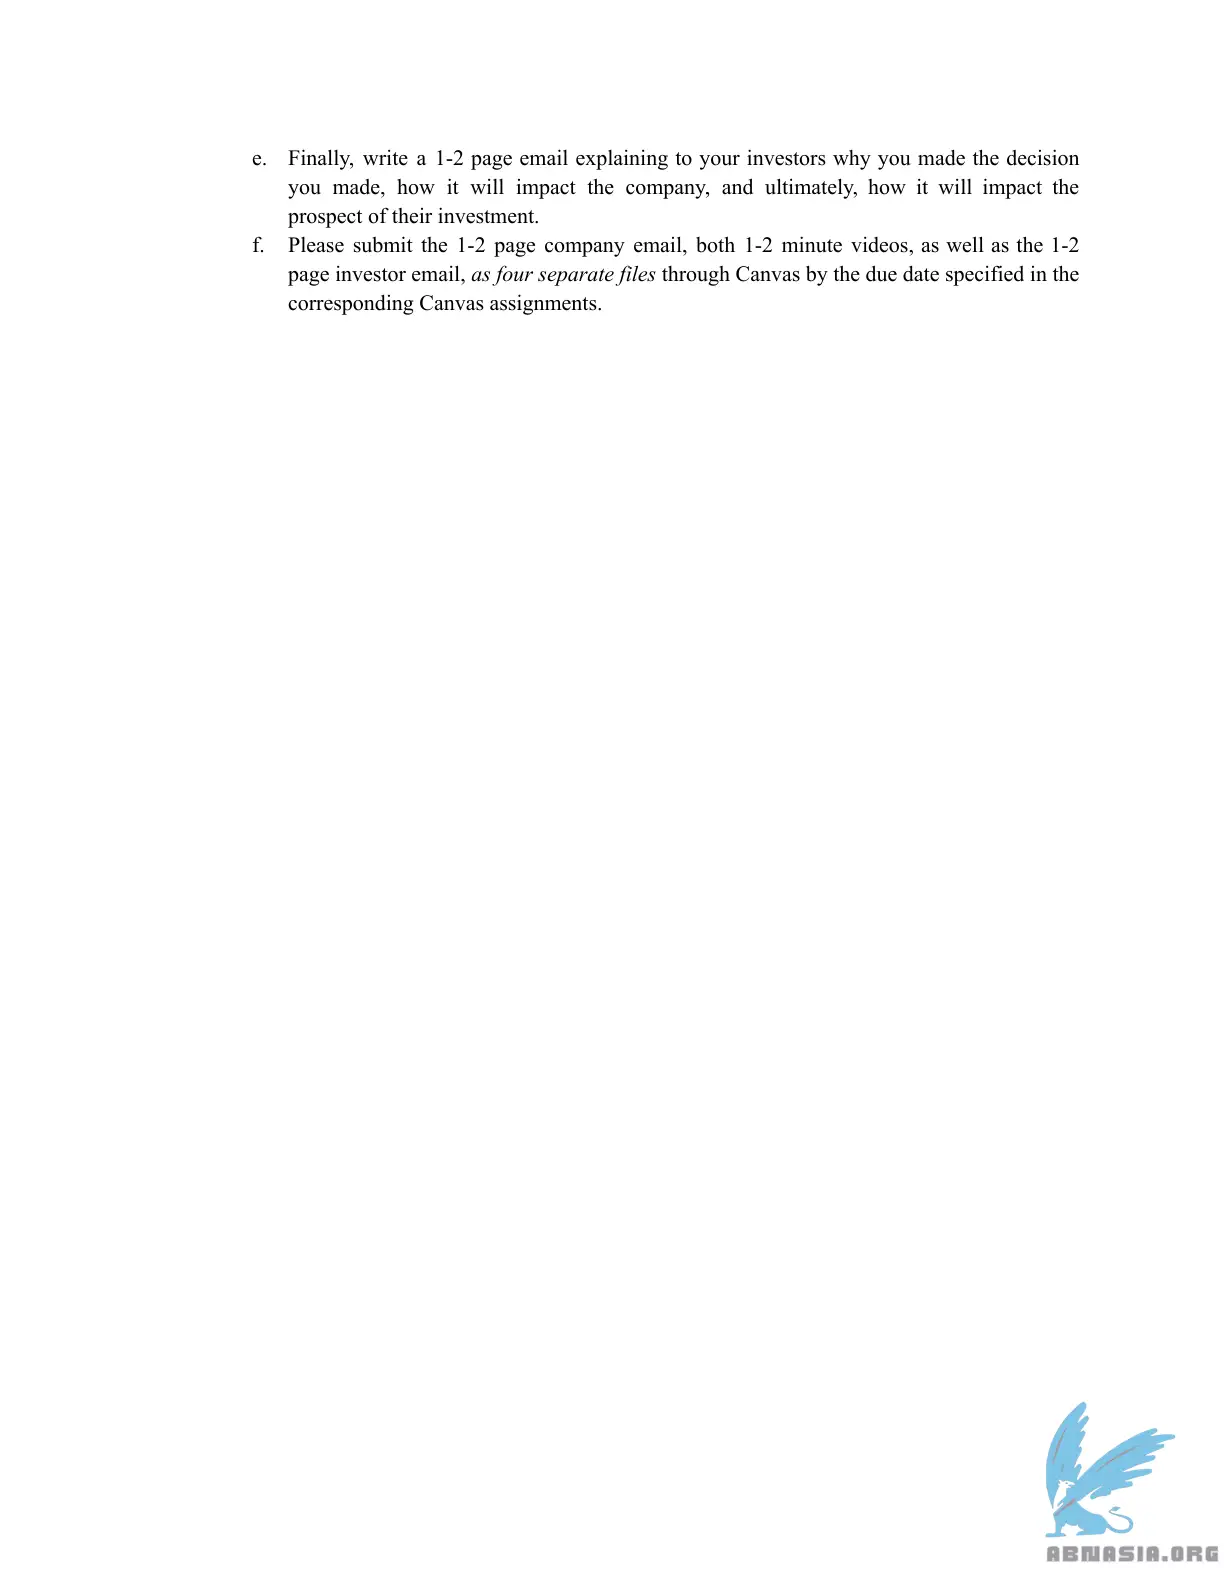 e. Finally, write a 1-2 page email explaining to your investors why you made the decision
you made, how it will impact the company, and ultimately, how it will impact the
prospect of their investment.
f. Please submit the 1-2 page company email, both 1-2 minute videos, as well as the 1-2
page investor email, as four separate files through Canvas by the due date specified in the
corresponding Canvas assignments.
ABNASIA.ORG